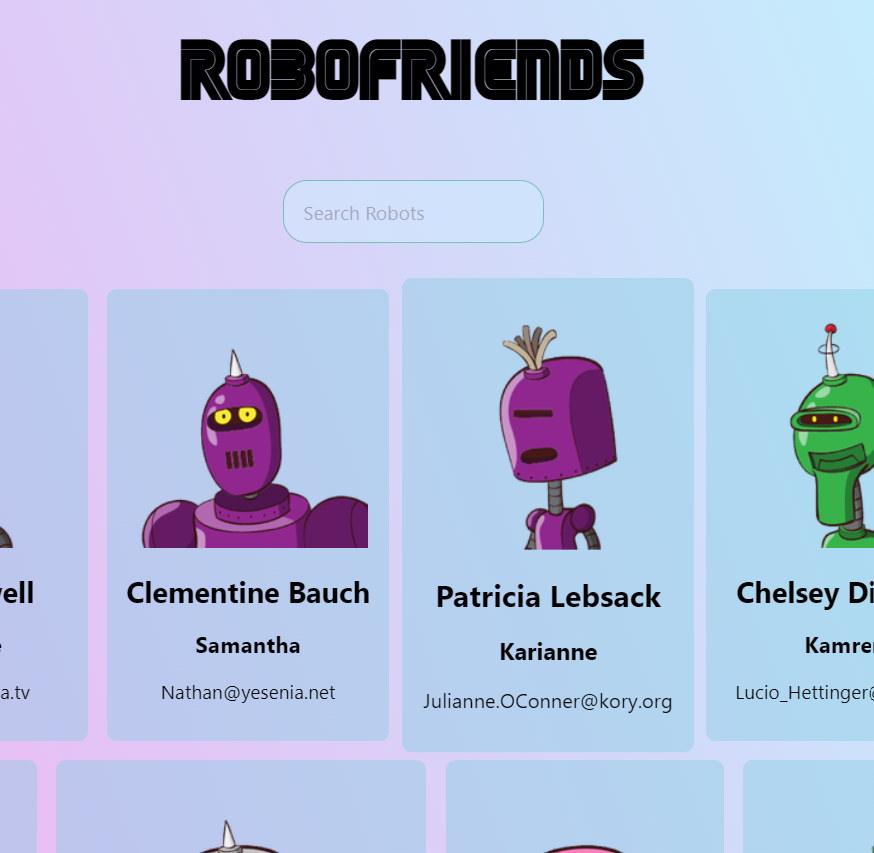 ROBOFRIENDS
Search Robots
ell Clementine Bauch Patricia Lebsack Chelsey Di
Samantha Karianne Kamre
a.tv Nathan@yesenia.net Julianne.OConner@kory.org Lucio_Hettinger@